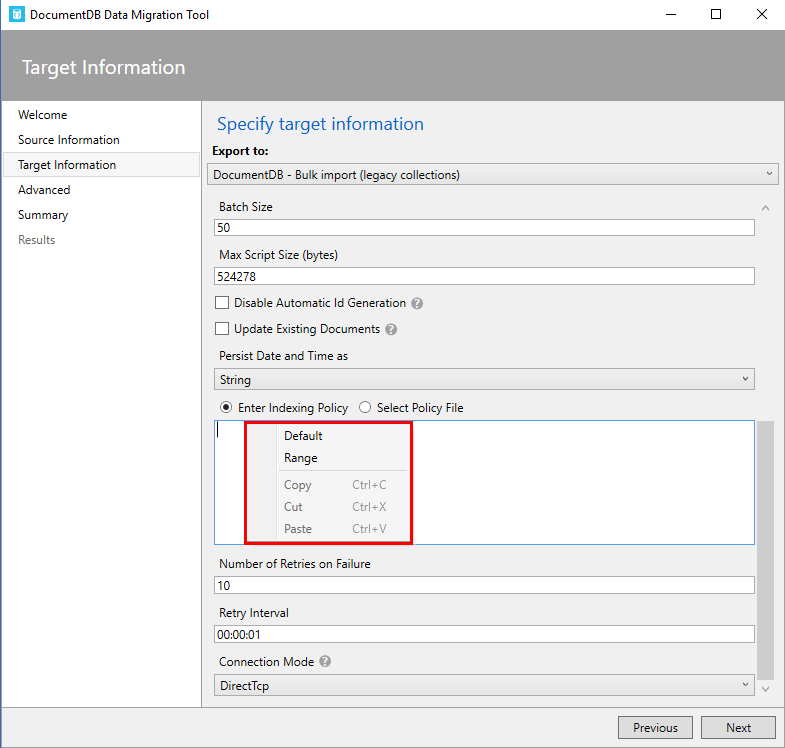 DocumentDB Data Migration Tool
Target Information
Welcome
Source Information
Target Information
Advanced
Summary
Results
Specify target information
Export to:
DocumentDB - Bulk import (legacy collections)
Batch Size
50
Max Script Size (bytes)
524278
Disable Automatic Id Generation ?
Update Existing Documents ?
Persist Date and Time as
String
Enter Indexing Policy Select Policy File
Default
Range
Copy Ctrl+C
Cut Ctrl+X
Paste Ctrl+V
Number of Retries on Failure
10
Retry Interval
00:00:01
Connection Mode ?
DirectTcp
Previous Next